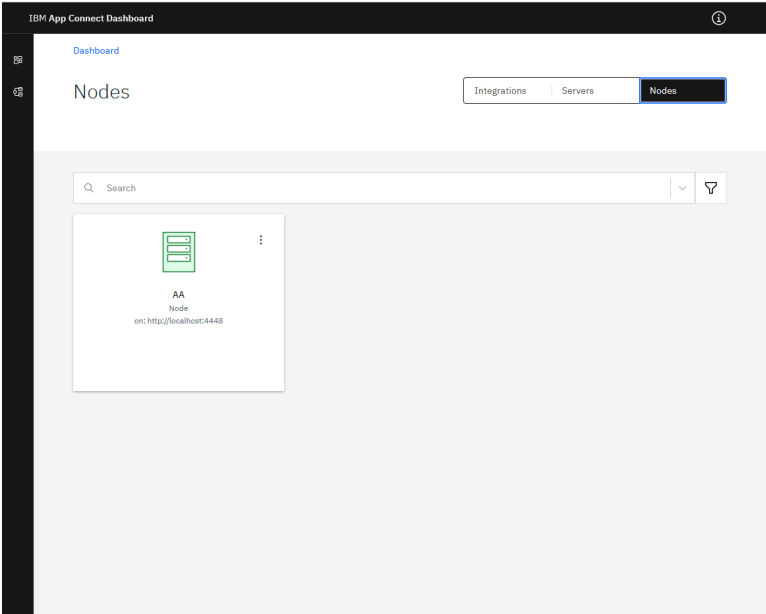 IBM App Connect Dashboard
Dashboard
Nodes
Integrations Servers Nodes
Search
AA
Node
on: http://localhost:4448